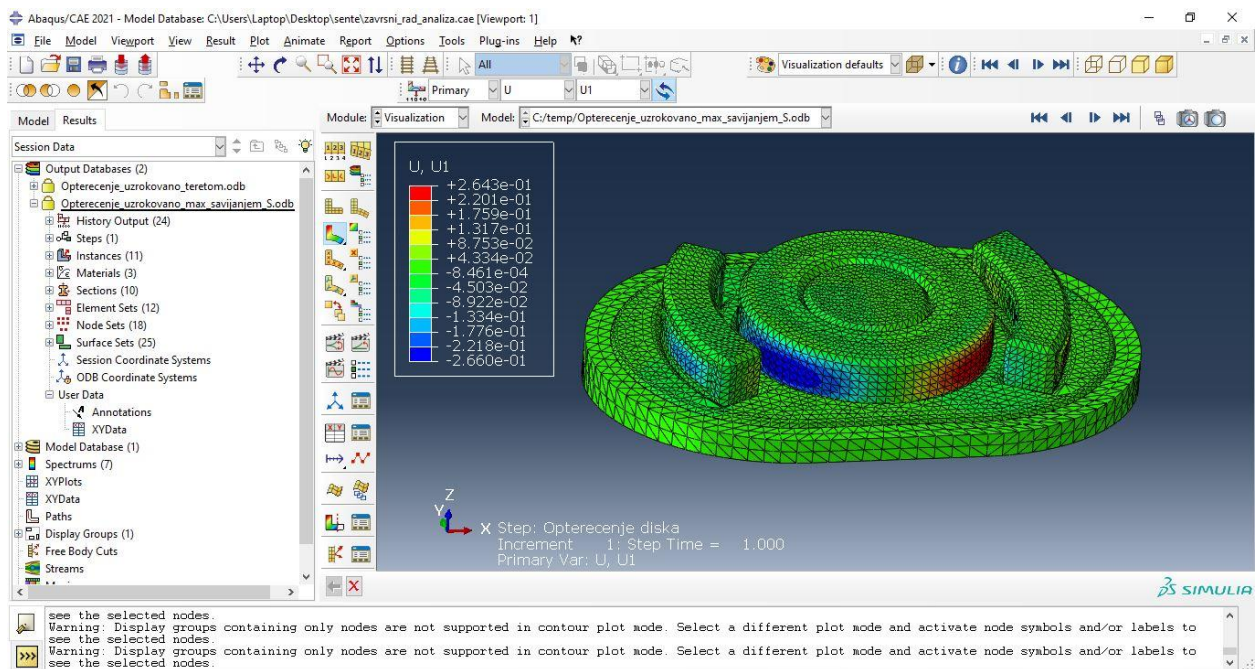 Abaqus/CAE 2021 - Model Database: C:\Users\Laptop\Desktop\sente\zavrsni_rad_analiza.cae [Viewport: 1]
File Model Viewport View Result Plot Animate Report Options Tools Plug-ins Help
All
Visualization defaults
Primary U U1
Model Results
Module: Visualization Model: C:/temp/Opterecenje_uzrokovano_max_savijanjem_S.odb
Session Data
Output Databases (2)
Opterecenje_uzrokovano_teretom.odb
Opterecenje_uzrokovano_max_savijanjem_S.odb
History Output (24)
Steps (1)
Instances (11)
Materials (3)
Sections (10)
Element Sets (12)
Node Sets (18)
Surface Sets (25)
Session Coordinate Systems
ODB Coordinate Systems
User Data
Annotations
XYData
Model Database (1)
Spectrums (7)
XYPlots
XYData
Paths
Display Groups (1)
Free Body Cuts
Streams
U, U1
+2.643e-01
+2.201e-01
+1.759e-01
+1.317e-01
+8.753e-02
+4.334e-02
-8.461e-04
-4.503e-02
-8.922e-02
-1.334e-01
-1.776e-01
-2.218e-01
-2.660e-01
Z
Y
X
Step: Opterecenje diska
Increment 1: Step Time = 1.000
Primary Var: U, U1
SIMULIA
see the selected nodes.
Warning: Display groups containing only nodes are not supported in contour plot mode. Select a different plot mode and activate node symbols and/or labels to
see the selected nodes.
Warning: Display groups containing only nodes are not supported in contour plot mode. Select a different plot mode and activate node symbols and/or labels to
see the selected nodes.